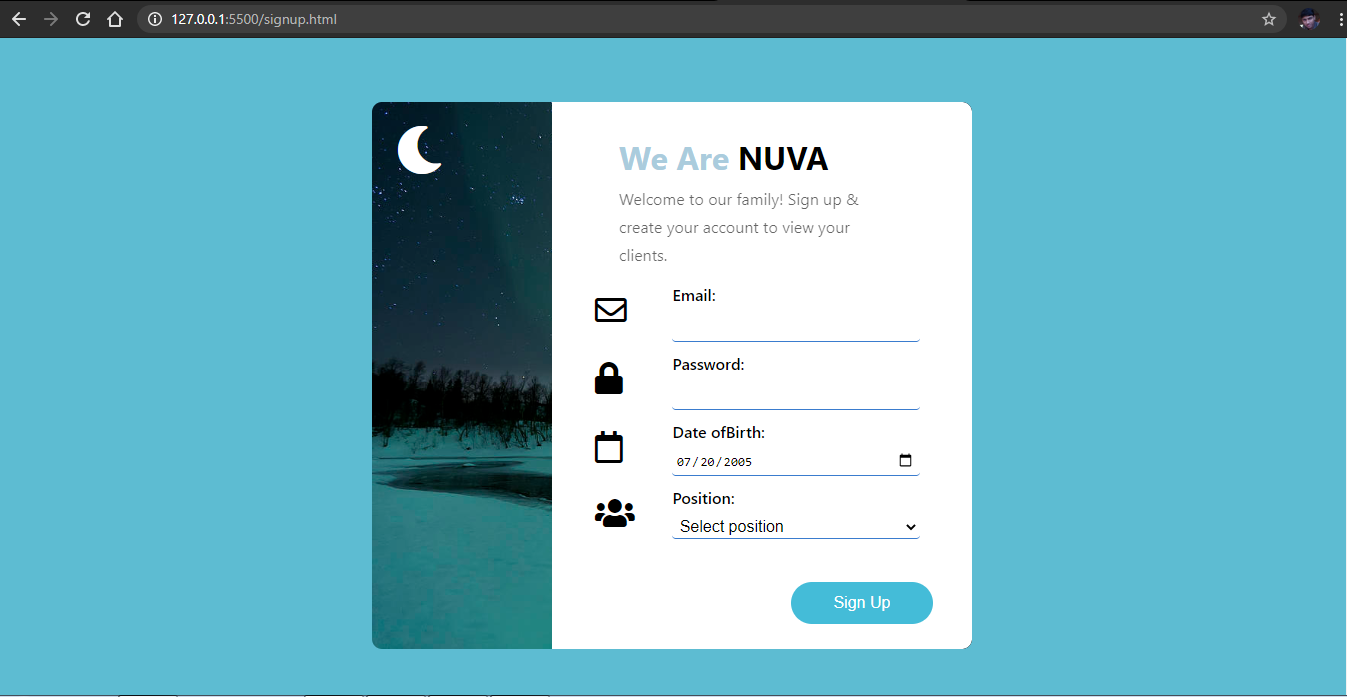 127.0.0.1:5500/signup.html
We Are NUVA
Welcome to our family! Sign up &
create your account to view your
clients.
Email:
Password:
Date ofBirth:
07/20/2005
Position:
Select position
Sign Up